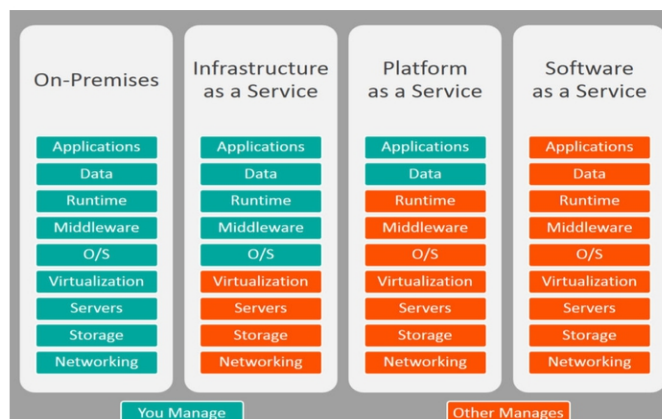 On-Premises
Applications
Data
Runtime
Middleware
O/S
Virtualization
Servers
Storage
Networking
Infrastructure
as a Service
Applications
Data
Runtime
Middleware
O/S
Virtualization
Servers
Storage
Networking
Platform
as a Service
Applications
Data
Runtime
Middleware
O/S
Virtualization
Servers
Storage
Networking
Software
as a Service
Applications
Data
Runtime
Middleware
O/S
Virtualization
Servers
Storage
Networking
You Manage
Other Manages